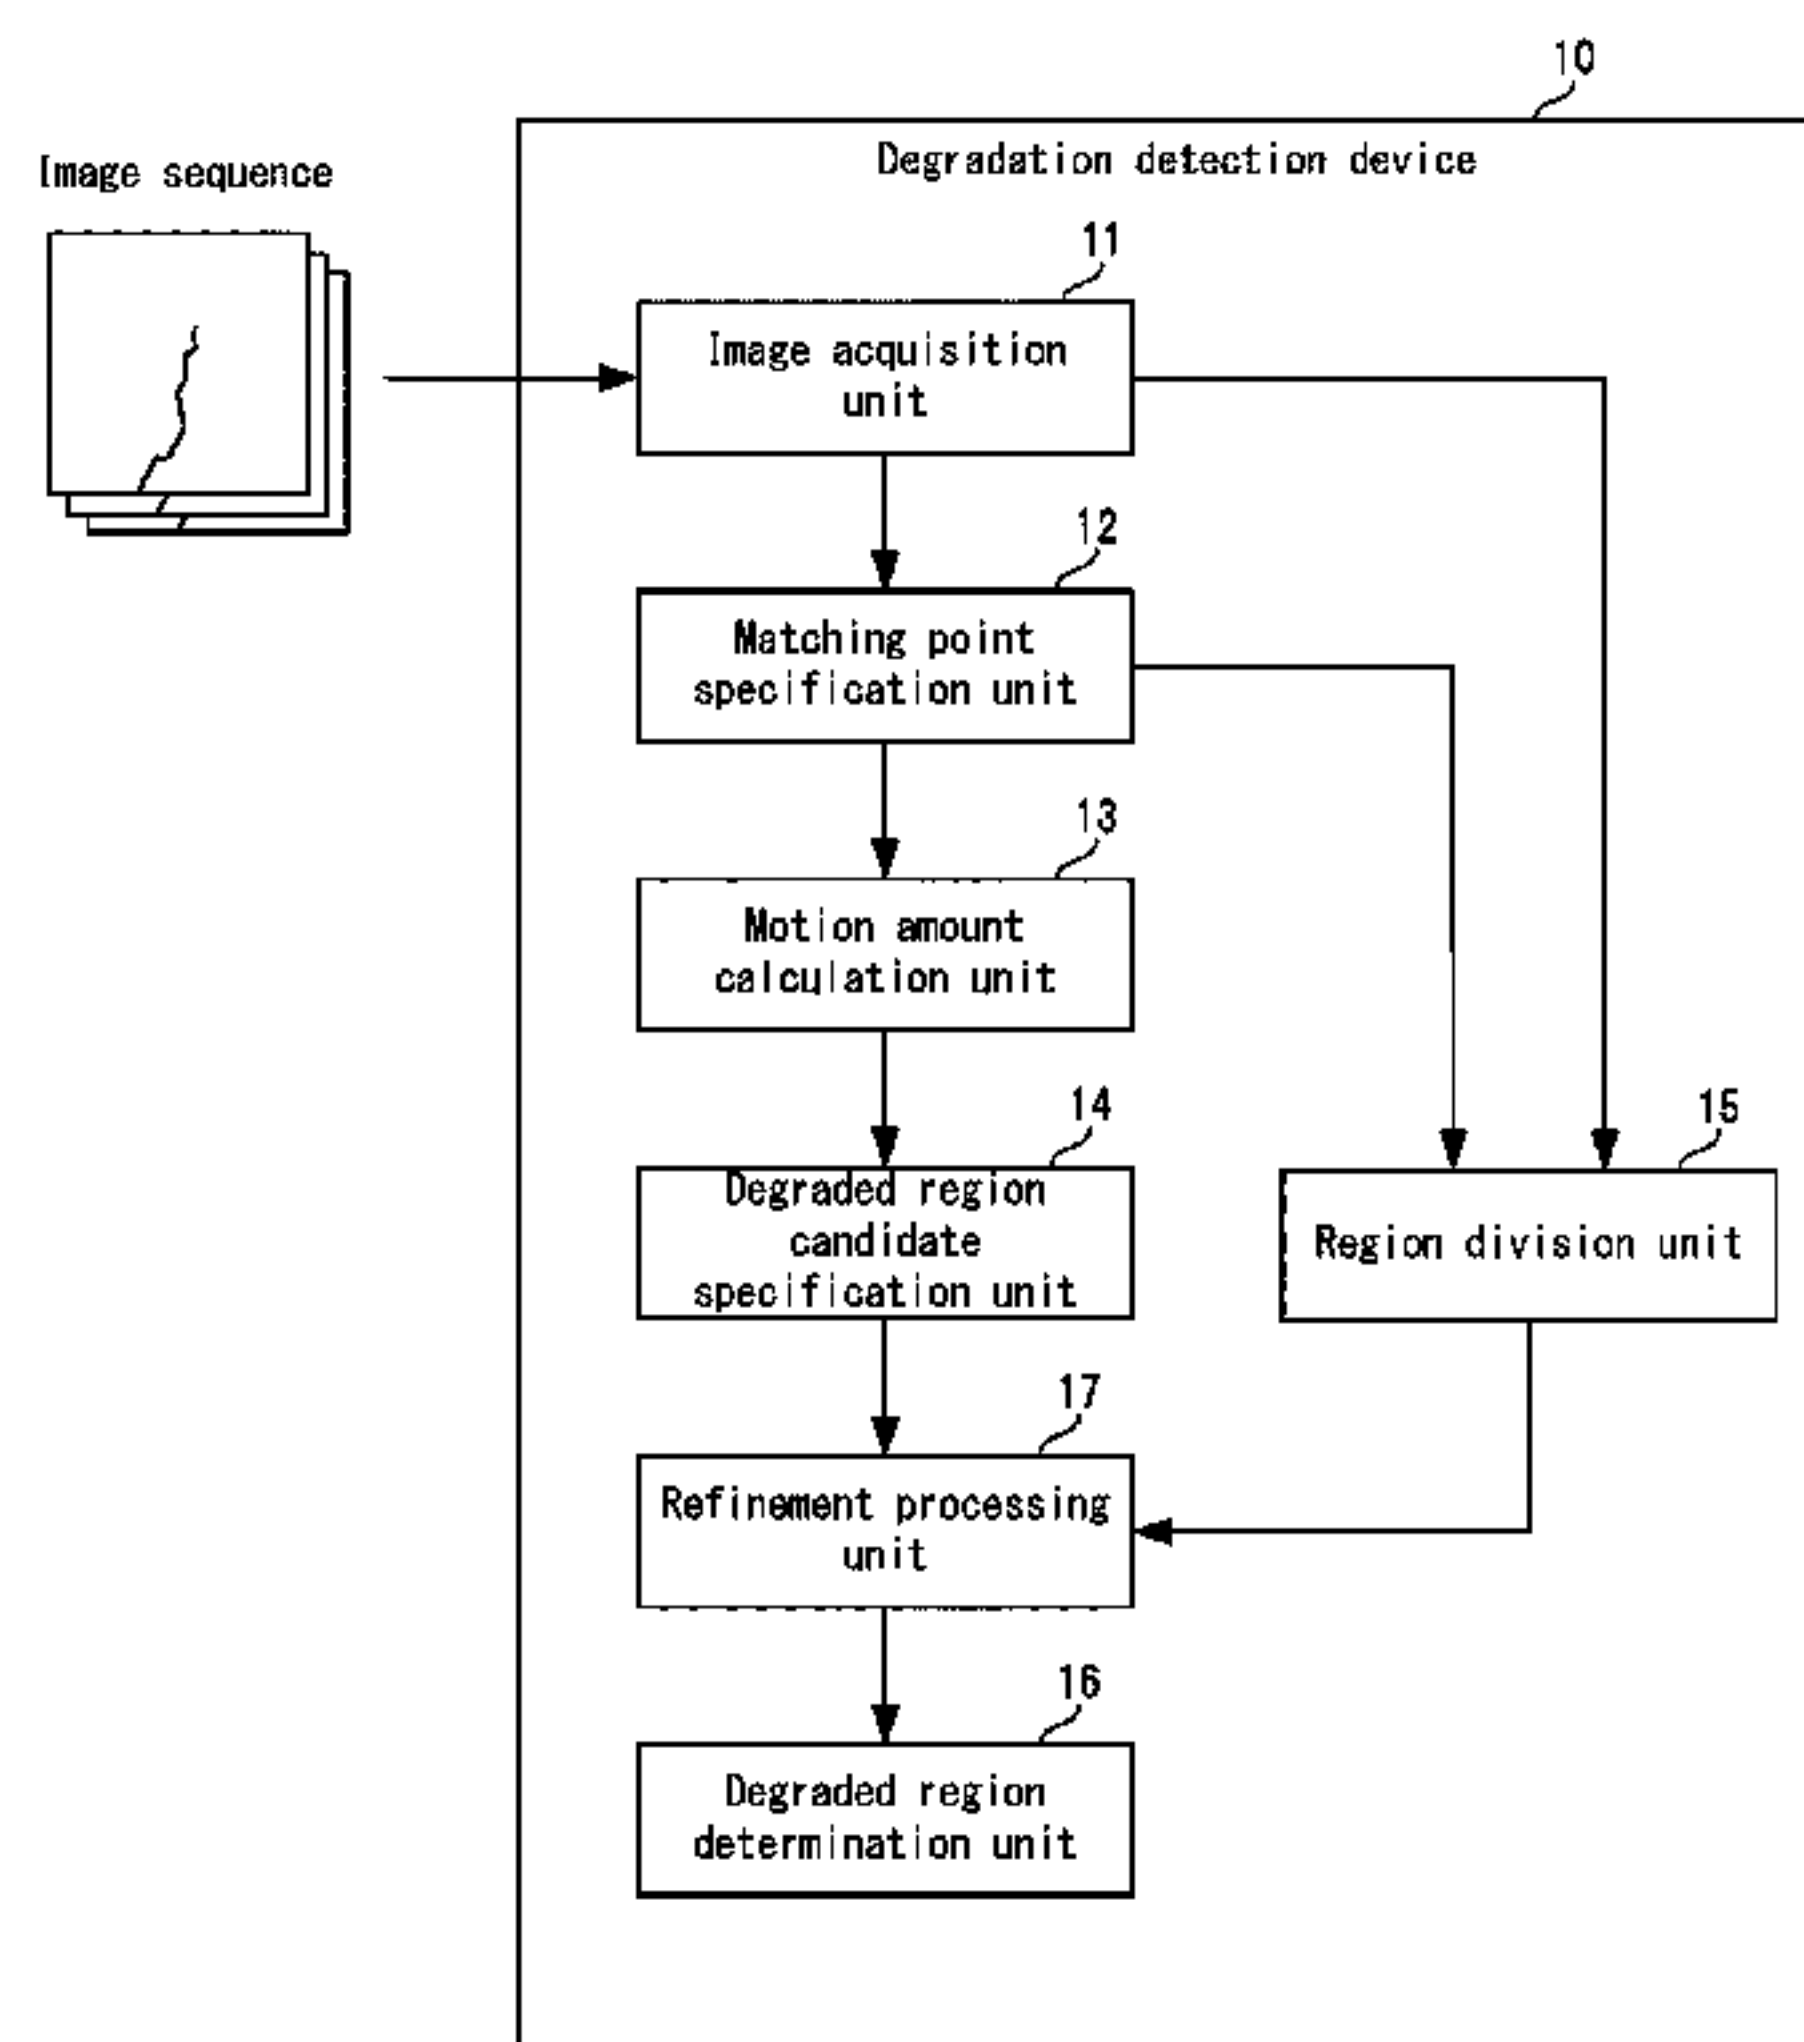 10
Degradation detection device
Image sequence
11
Image acquisition
unit
12
Matching point
specification unit
13
Motion amount
calculation unit
14
Degraded region
candidate
specification unit
15
Region division unit
17
Refinement processing
unit
16
Degraded region
determination unit